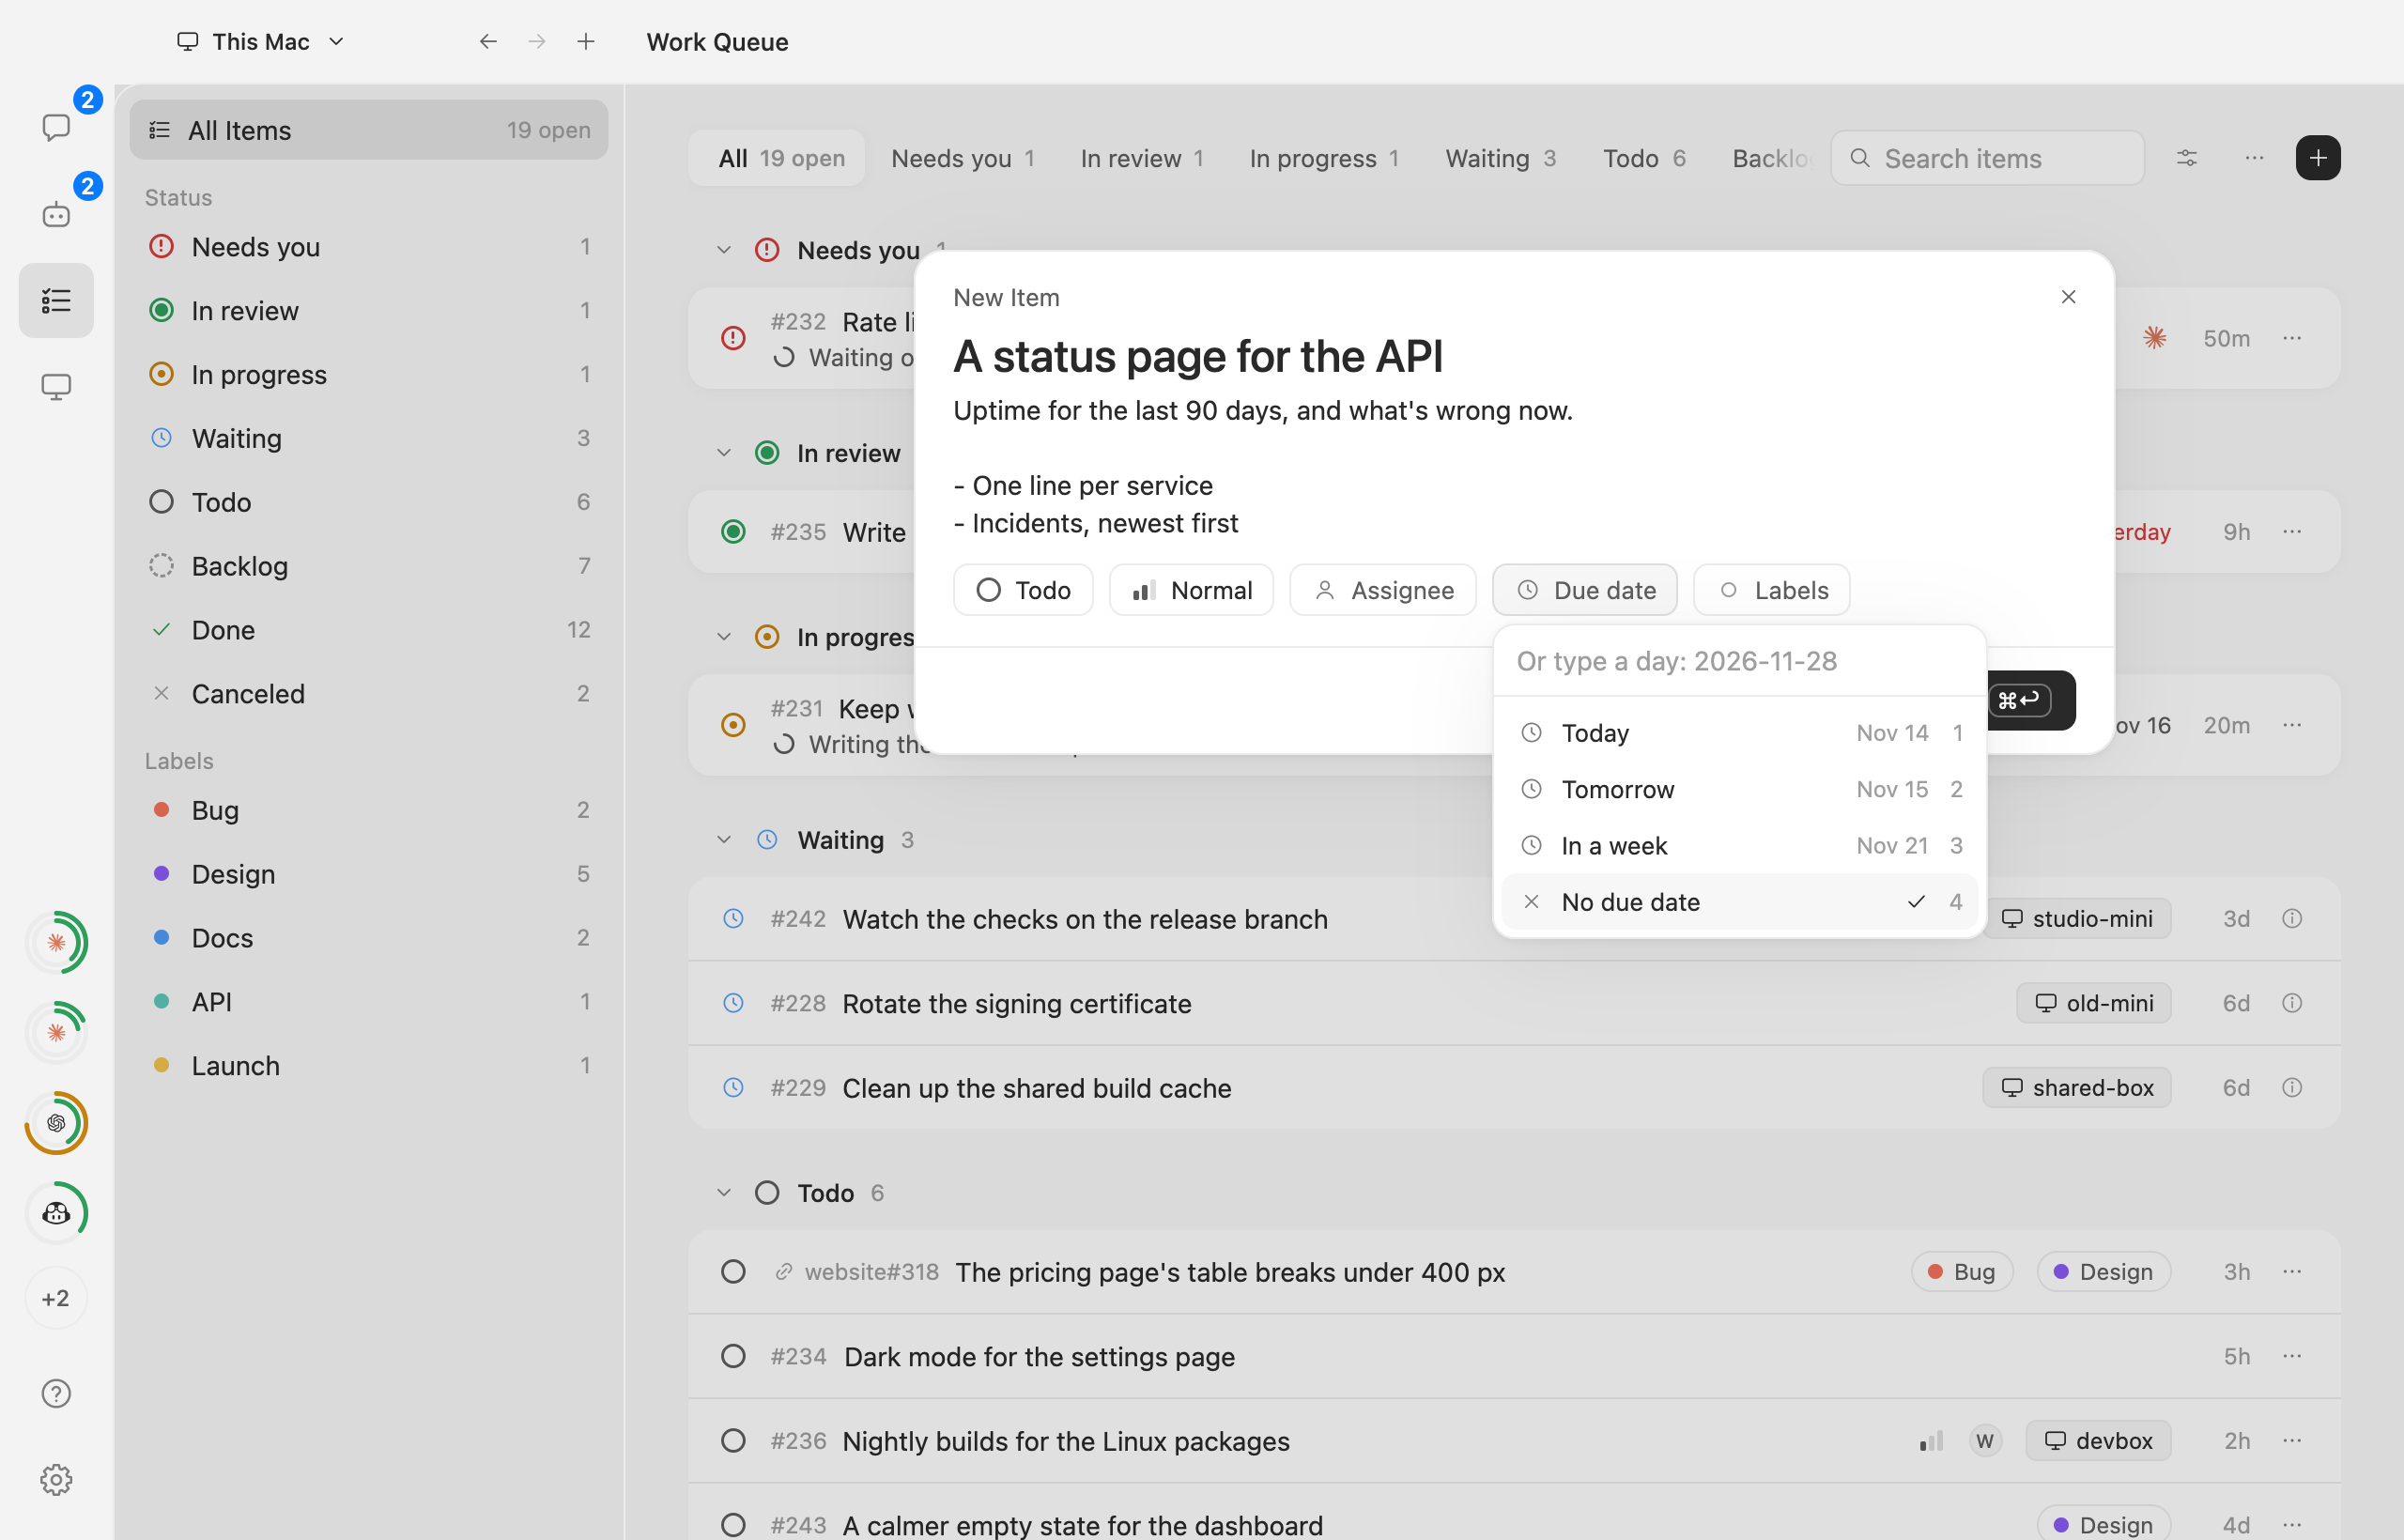 This Mac
Work Queue
2
2
All Items 19 open
Status
Needs you 1
In review 1
In progress 1
Waiting 3
Todo 6
Backlog 7
Done 12
Canceled 2
Labels
Bug 2
Design 5
Docs 2
API 1
Launch 1
+2
All 19 open Needs you 1 In review 1 In progress 1 Waiting 3 Todo 6 Backlo
Search items
Needs you 1
#232 Rate li
Waiting o
50m
In review
#235 Write
erday 9h
In progres
#231 Keep
Writing th
ov 16 20m
New Item
A status page for the API
Uptime for the last 90 days, and what's wrong now.
- One line per service
- Incidents, newest first
Todo Normal Assignee Due date Labels
⌘↩
Or type a day: 2026-11-28
Today Nov 14 1
Tomorrow Nov 15 2
In a week Nov 21 3
No due date 4
Waiting 3
#242 Watch the checks on the release branch studio-mini 3d
#228 Rotate the signing certificate old-mini 6d
#229 Clean up the shared build cache shared-box 6d
Todo 6
website#318 The pricing page's table breaks under 400 px Bug Design 3h
#234 Dark mode for the settings page 5h
#236 Nightly builds for the Linux packages W devbox 2h
#243 A calmer empty state for the dashboard Design 4d